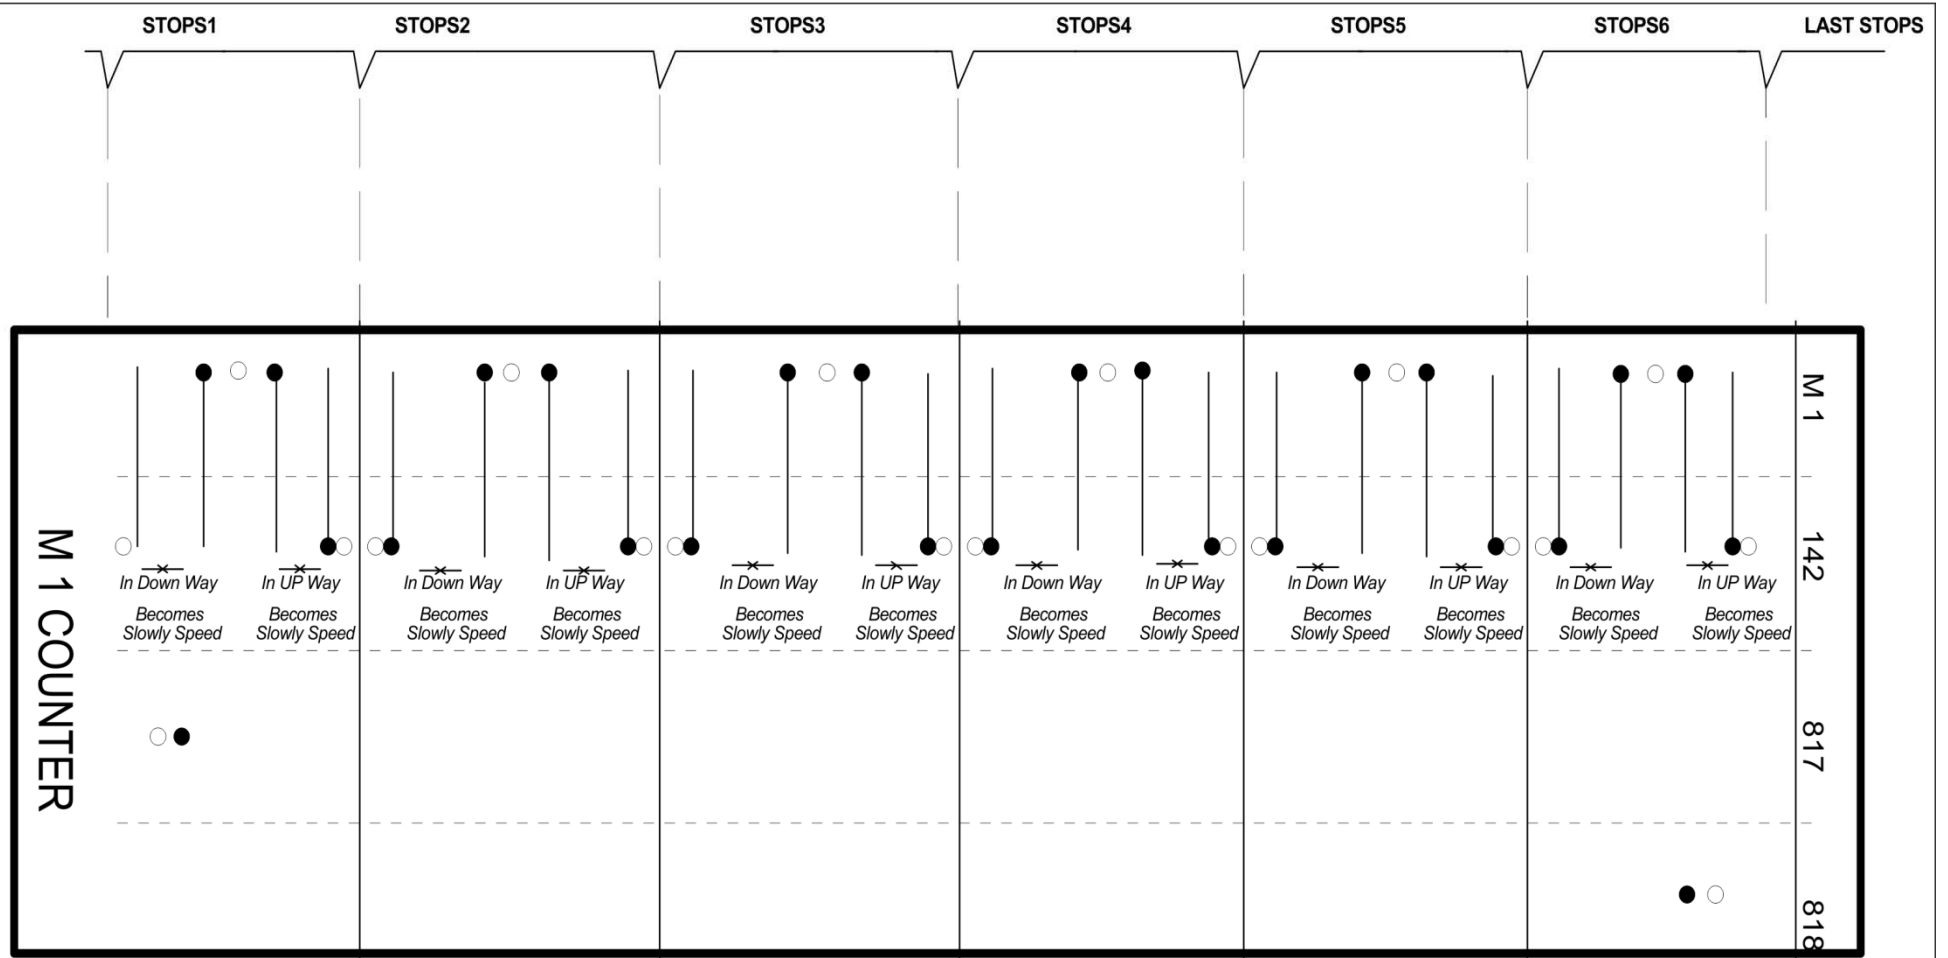 STOPS1 STOPS2 STOPS3 STOPS4 STOPS5 STOPS6 LAST STOPS
M 1 COUNTER
M 1
142
In Down Way In UP Way In Down Way In UP Way In Down Way In UP Way In Down Way In UP Way In Down Way In UP Way In Down Way In UP Way
Becomes Becomes Becomes Becomes Becomes Becomes Becomes Becomes Becomes Becomes Becomes Becomes
Slowly Speed Slowly Speed Slowly Speed Slowly Speed Slowly Speed Slowly Speed Slowly Speed Slowly Speed Slowly Speed Slowly Speed Slowly Speed Slowly Speed
817
818